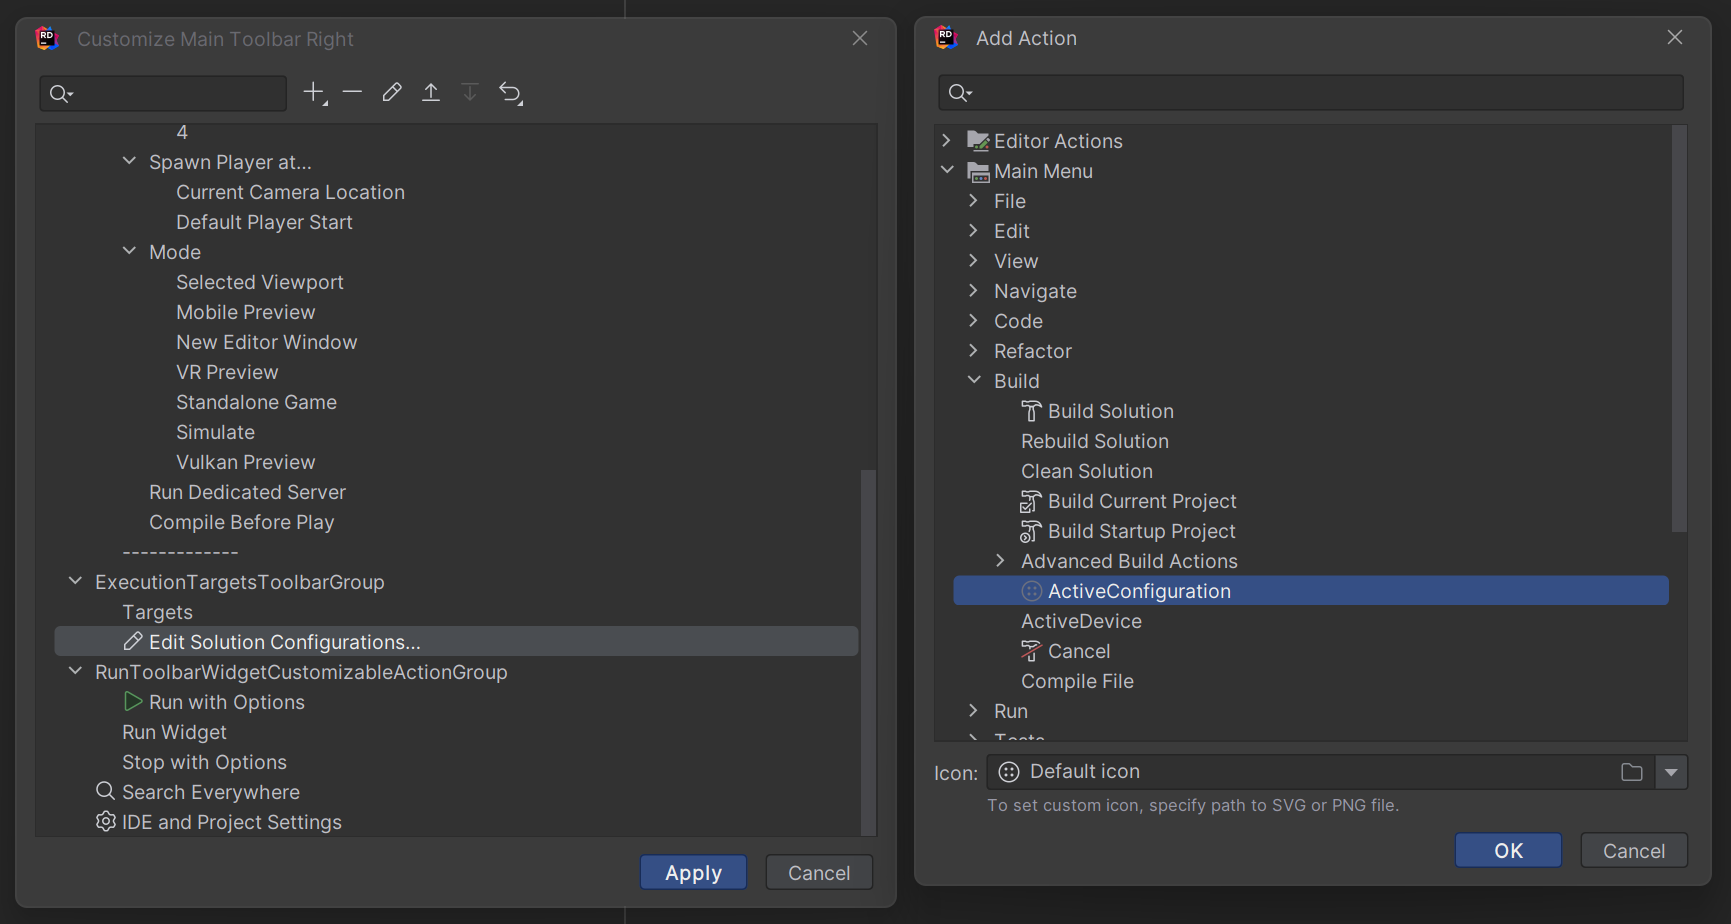 RD
Customize Main Toolbar Right
4
Spawn Player at...
Current Camera Location
Default Player Start
Mode
Selected Viewport
Mobile Preview
New Editor Window
VR Preview
Standalone Game
Simulate
Vulkan Preview
Run Dedicated Server
Compile Before Play
-------------
ExecutionTargetsToolbarGroup
Targets
Edit Solution Configurations...
RunToolbarWidgetCustomizableActionGroup
Run with Options
Run Widget
Stop with Options
Search Everywhere
IDE and Project Settings
Apply
Cancel
RD
Add Action
Editor Actions
Main Menu
File
Edit
View
Navigate
Code
Refactor
Build
Build Solution
Rebuild Solution
Clean Solution
Build Current Project
Build Startup Project
Advanced Build Actions
ActiveConfiguration
ActiveDevice
Cancel
Compile File
Run
Tests
Icon:
Default icon
To set custom icon, specify path to SVG or PNG file.
OK
Cancel